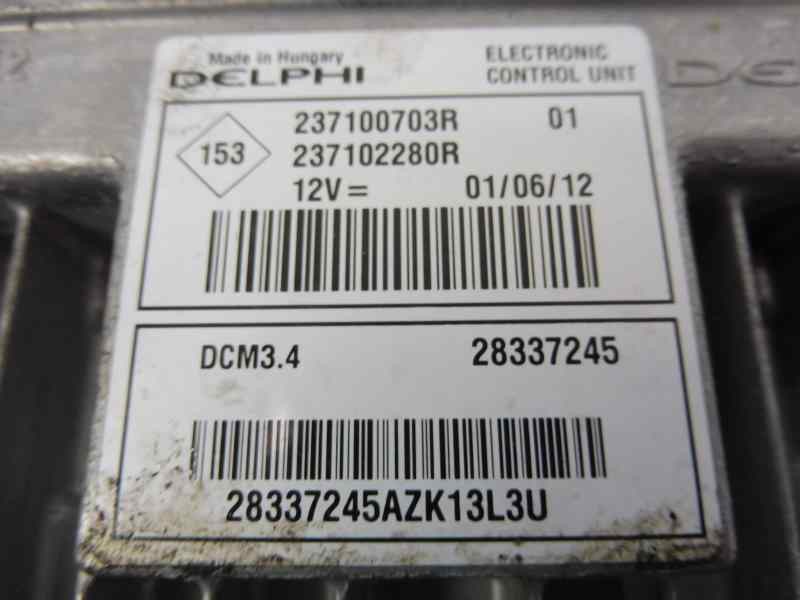 Made in Hungary
DELPHI
ELECTRONIC
CONTROL UNIT
237100703R 01
153
237102280R
12V= 01/06/12
DCM3.4 28337245
28337245AZK13L3U